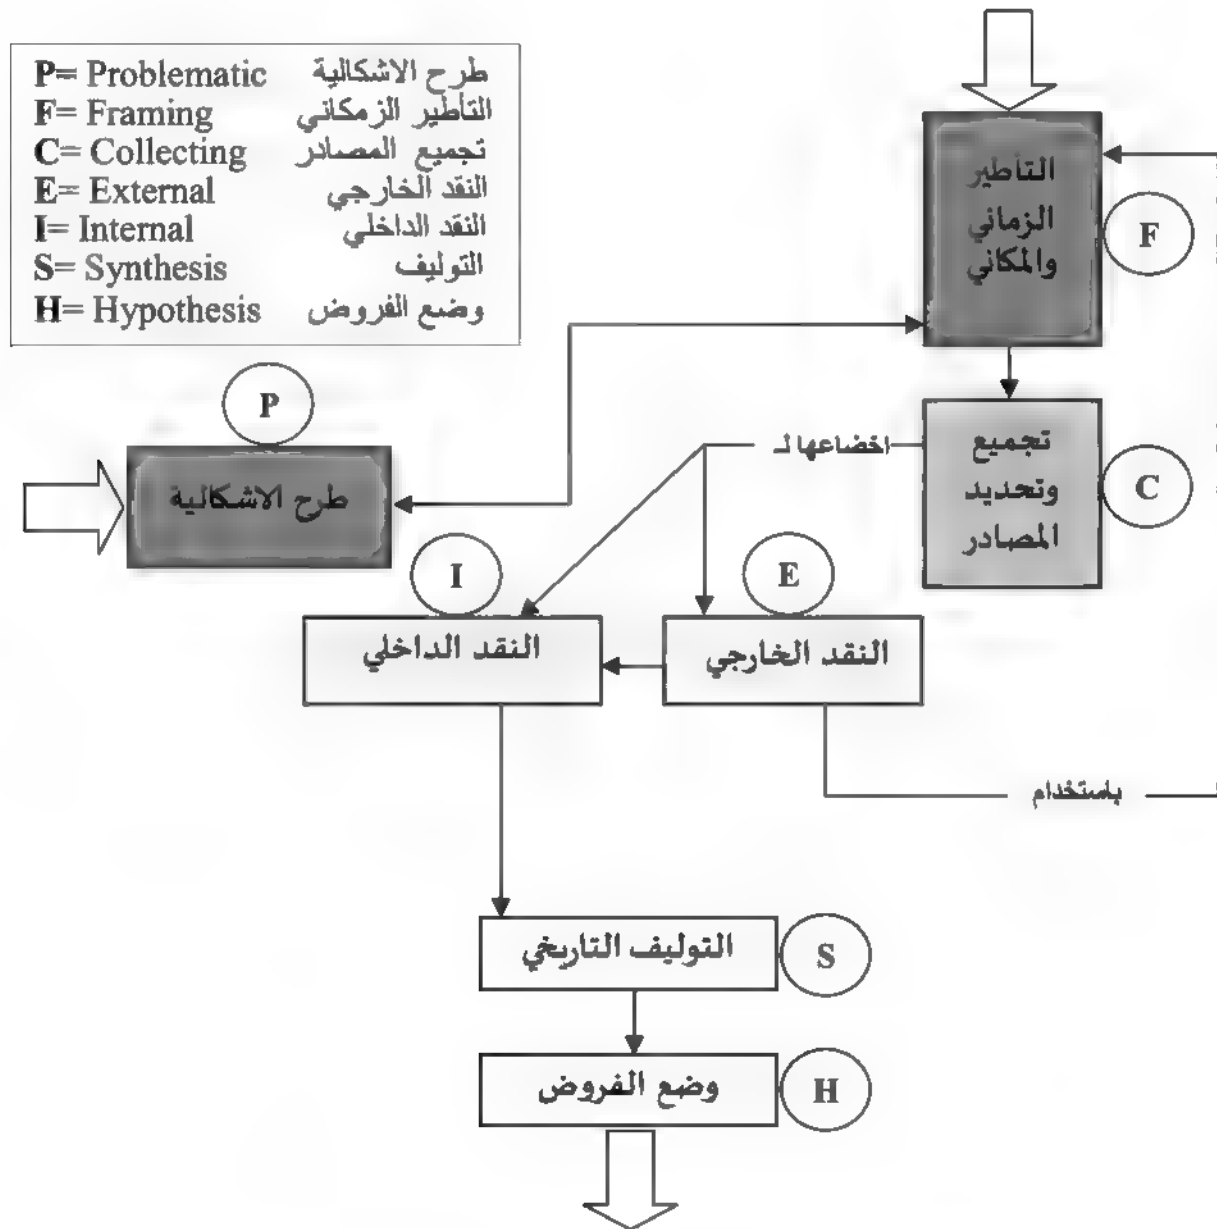 P= Problematic طرح الاشكالية
F= Framing التأطير الزمكاني
C= Collecting تجميع المصادر
E= External النقد الخارجي
I= Internal النقد الداخلي
S= Synthesis التوليف
H= Hypothesis وضع الفروض
التأطير
الزماني
والمكاني
F
P
طرح الاشكالية
اخضاعها لـ
تجميع
وتحديد
المصادر
C
I
E
النقد الداخلي
النقد الخارجي
باستخدام
التوليف التاريخي
S
وضع الفروض
H